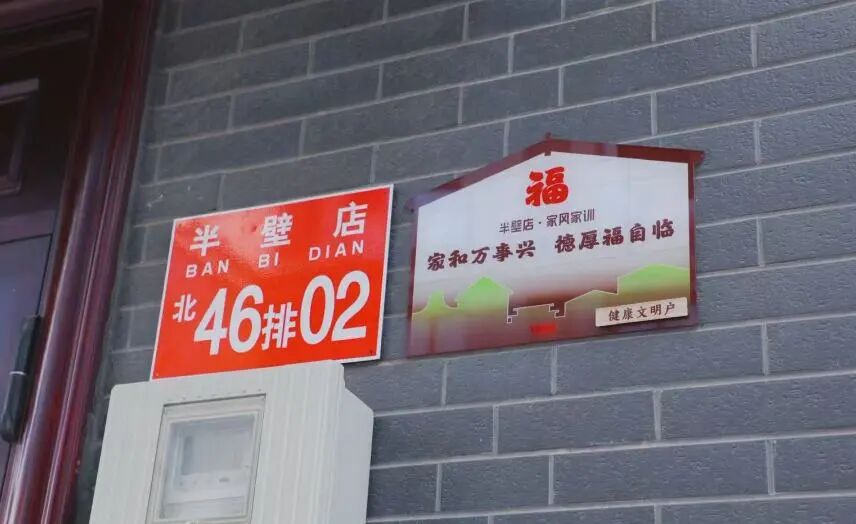 半壁店
BAN BI DIAN
北46排02
福
半壁店·家风家训
家和万事兴 德厚福自临
健康文明户